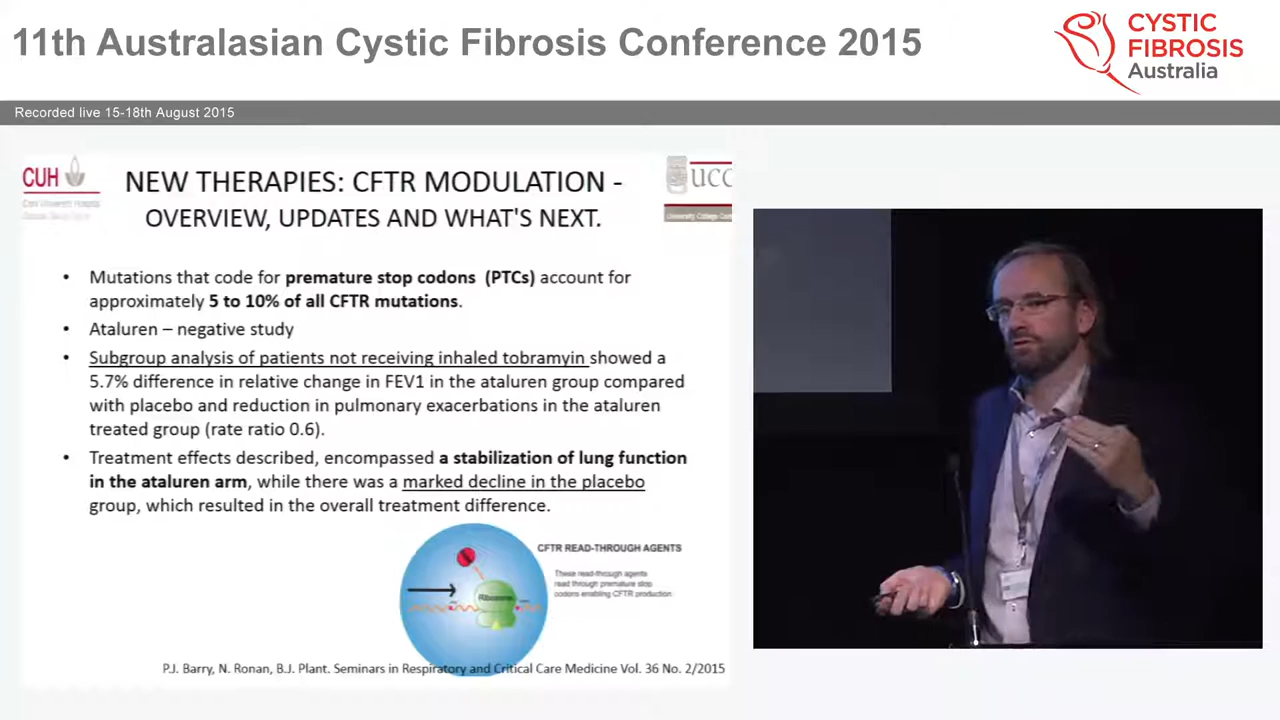 11th Australasian Cystic Fibrosis Conference 2015
CYSTIC
FIBROSIS
Australia
Recorded live 15-18th August 2015
CUH
UCC
NEW THERAPIES: CFTR MODULATION -
OVERVIEW, UPDATES AND WHAT'S NEXT.
• Mutations that code for premature stop codons (PTCs) account for
approximately 5 to 10% of all CFTR mutations.
• Ataluren – negative study
• Subgroup analysis of patients not receiving inhaled tobramyin showed a
5.7% difference in relative change in FEV1 in the ataluren group compared
with placebo and reduction in pulmonary exacerbations in the ataluren
treated group (rate ratio 0.6).
• Treatment effects described, encompassed a stabilization of lung function
in the ataluren arm, while there was a marked decline in the placebo
group, which resulted in the overall treatment difference.
CFTR READ-THROUGH AGENTS
These read-through agents
read through premature stop
codons enabling CFTR production
Ribosome
P.J. Barry, N. Ronan, B.J. Plant. Seminars in Respiratory and Critical Care Medicine Vol. 36 No. 2/2015